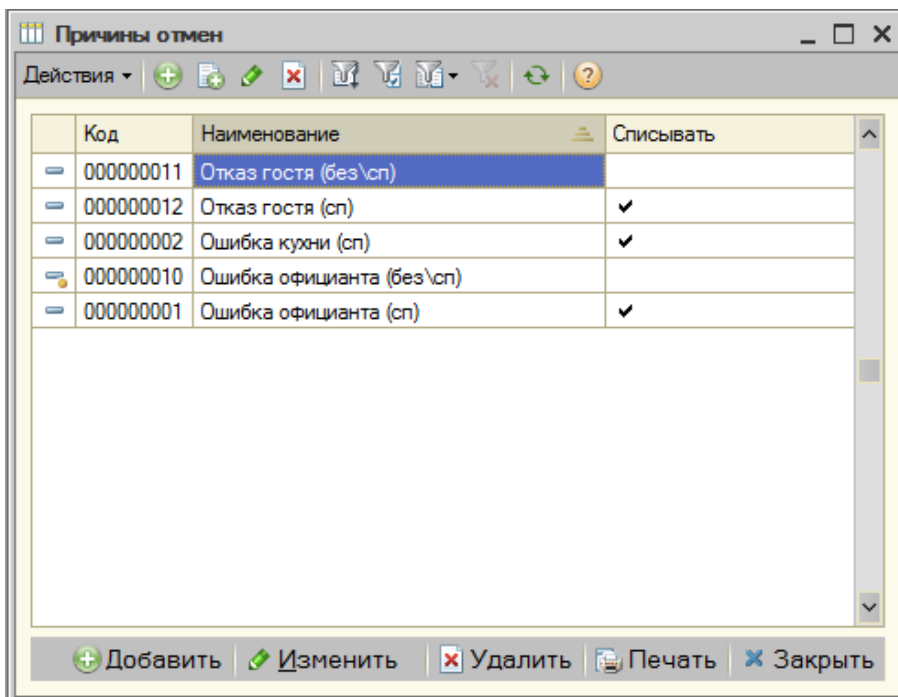 Причины отмен
Действия
Код Наименование Списывать
000000011 Отказ гостя (без\сп)
000000012 Отказ гостя (сп)
000000002 Ошибка кухни (сп)
000000010 Ошибка официанта (без\сп)
000000001 Ошибка официанта (сп)
Добавить Изменить Удалить Печать Закрыть